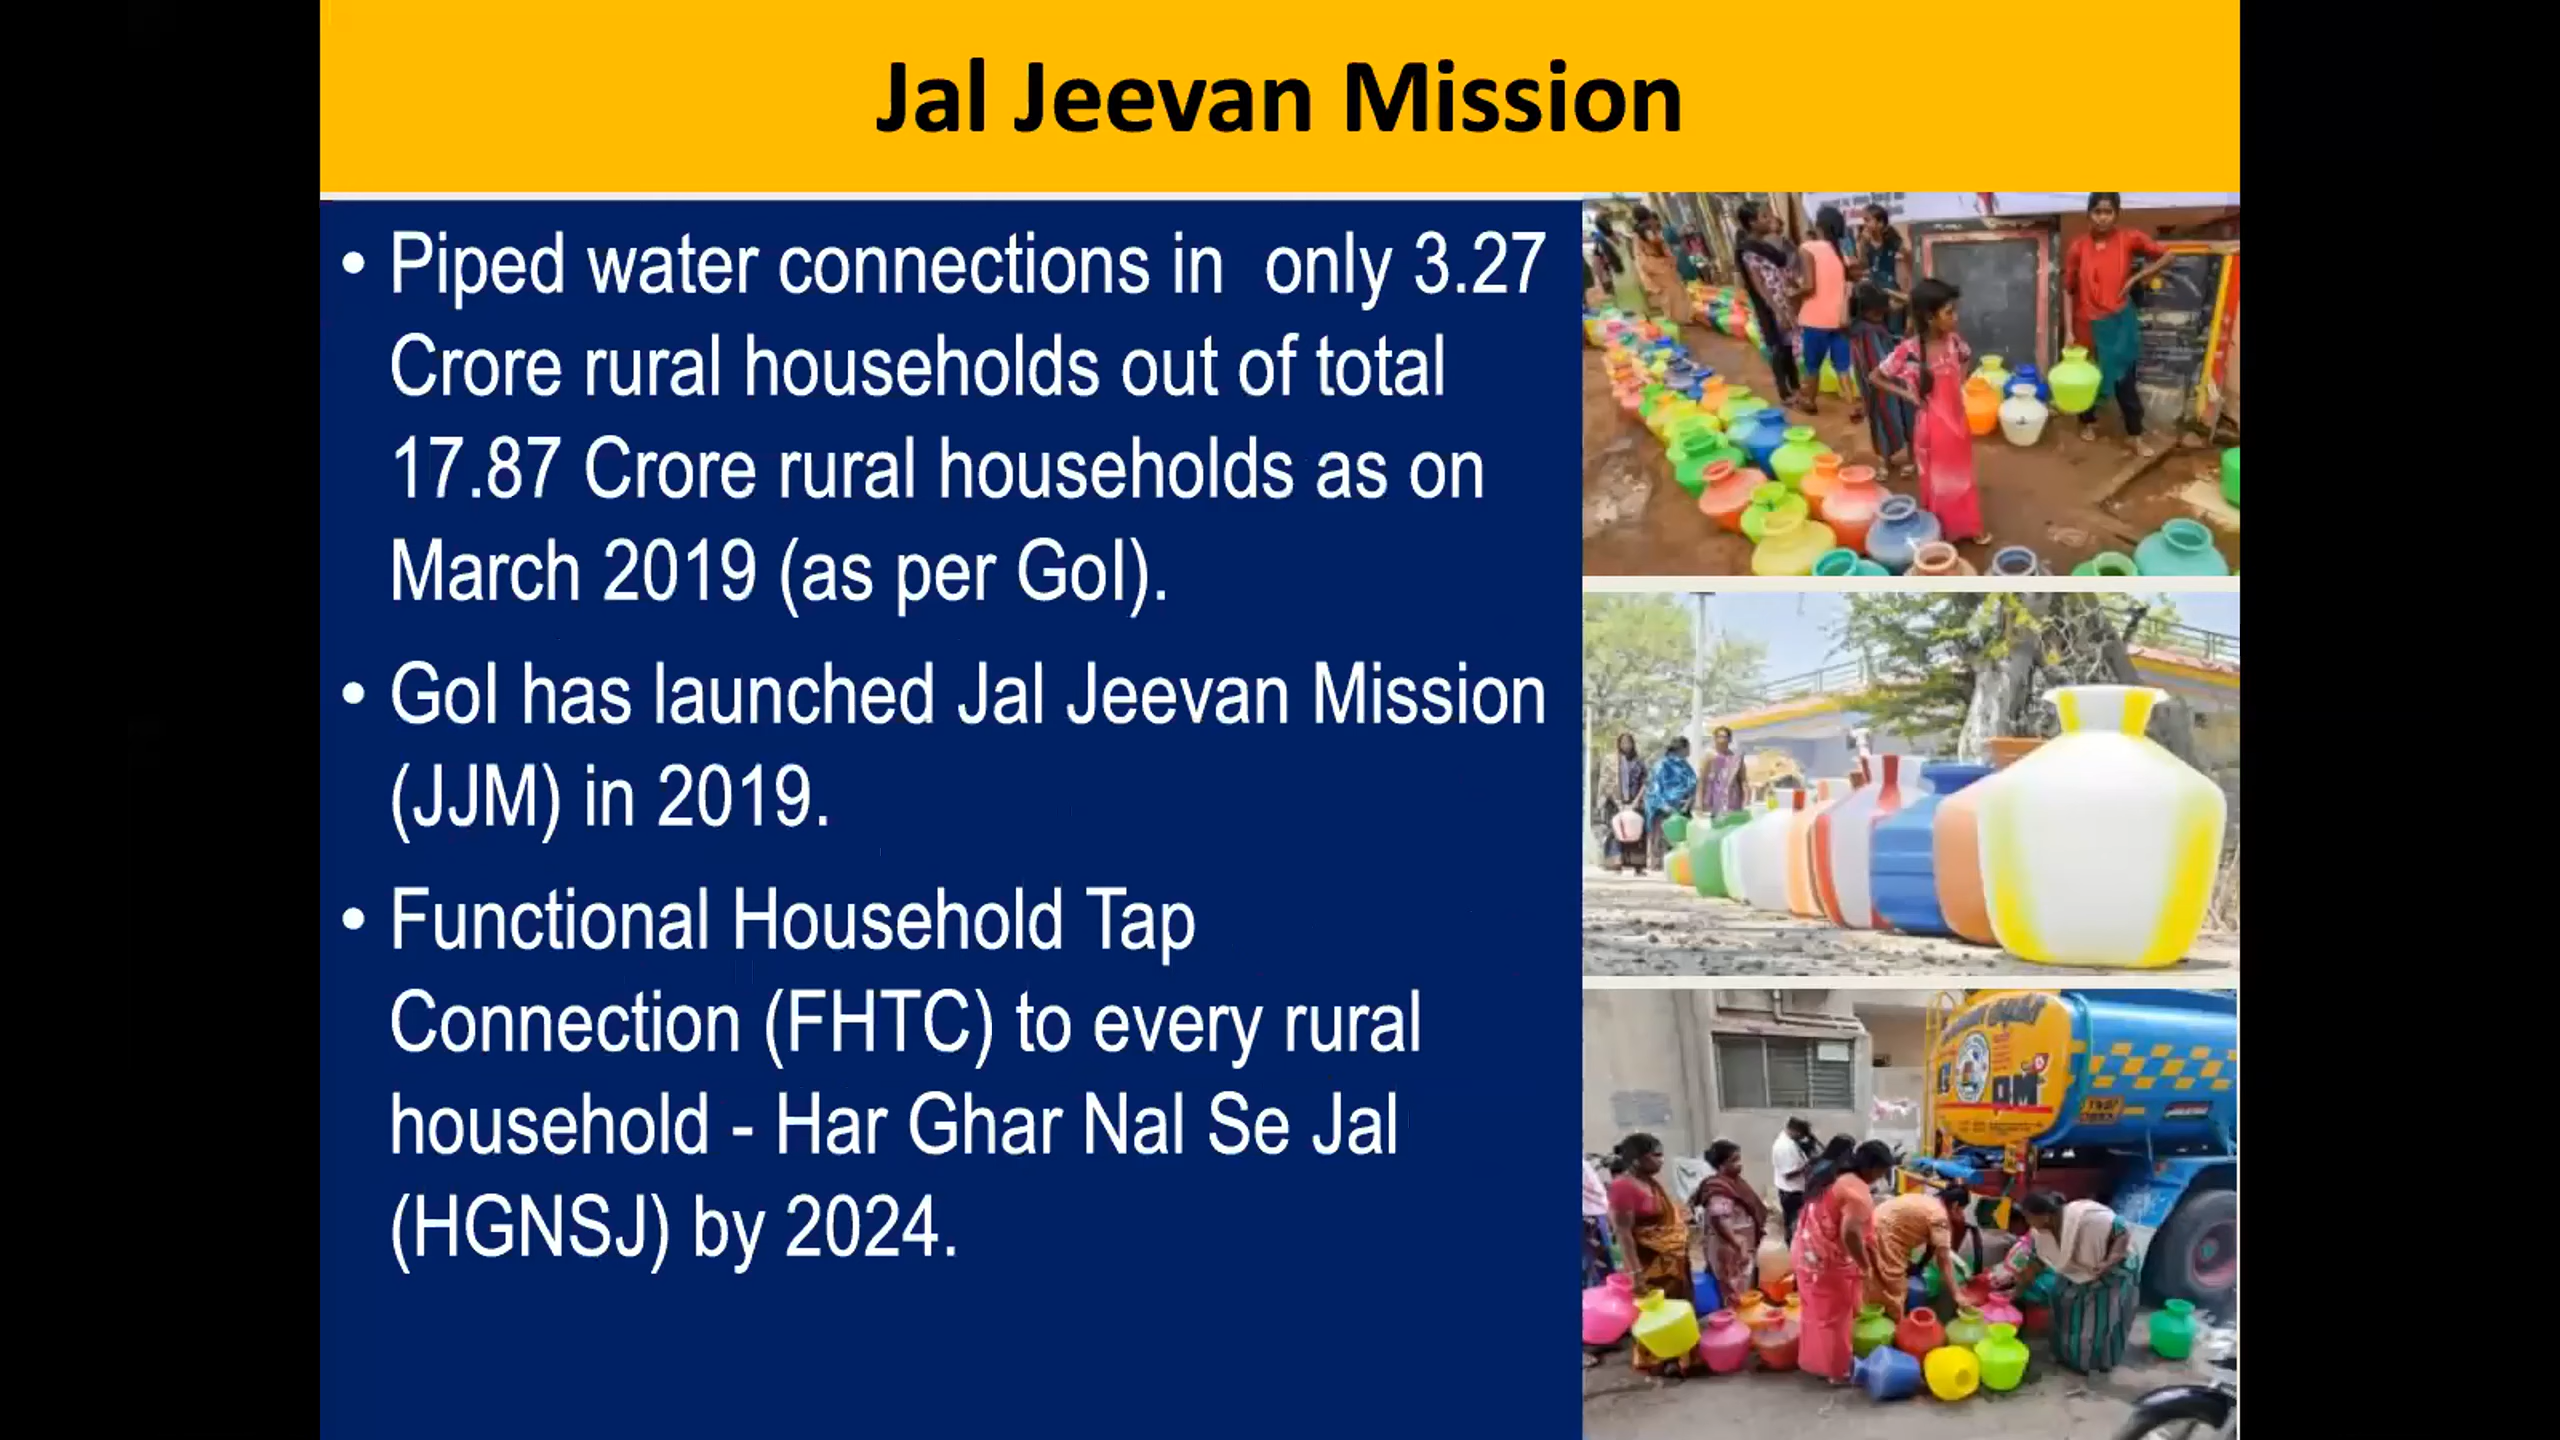 Jal Jeevan Mission
• Piped water connections in  only 3.27
Crore rural households out of total
17.87 Crore rural households as on
March 2019 (as per GoI).
• GoI has launched Jal Jeevan Mission
(JJM) in 2019.
• Functional Household Tap
Connection (FHTC) to every rural
household - Har Ghar Nal Se Jal
(HGNSJ) by 2024.